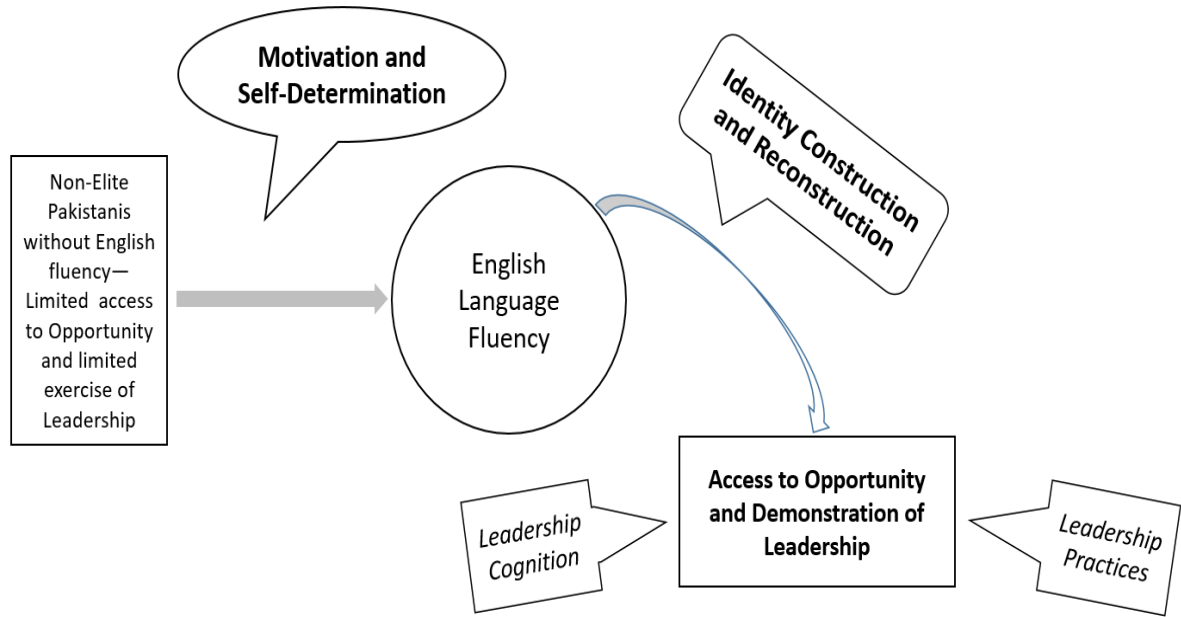 Motivation and
Self-Determination
Identity Construction
and Reconstruction
Non-Elite
Pakistanis
without English
fluency—
Limited  access
to Opportunity
and limited
exercise of
Leadership
English
Language
Fluency
Access to Opportunity
and Demonstration of
Leadership
Leadership
Cognition
Leadership
Practices